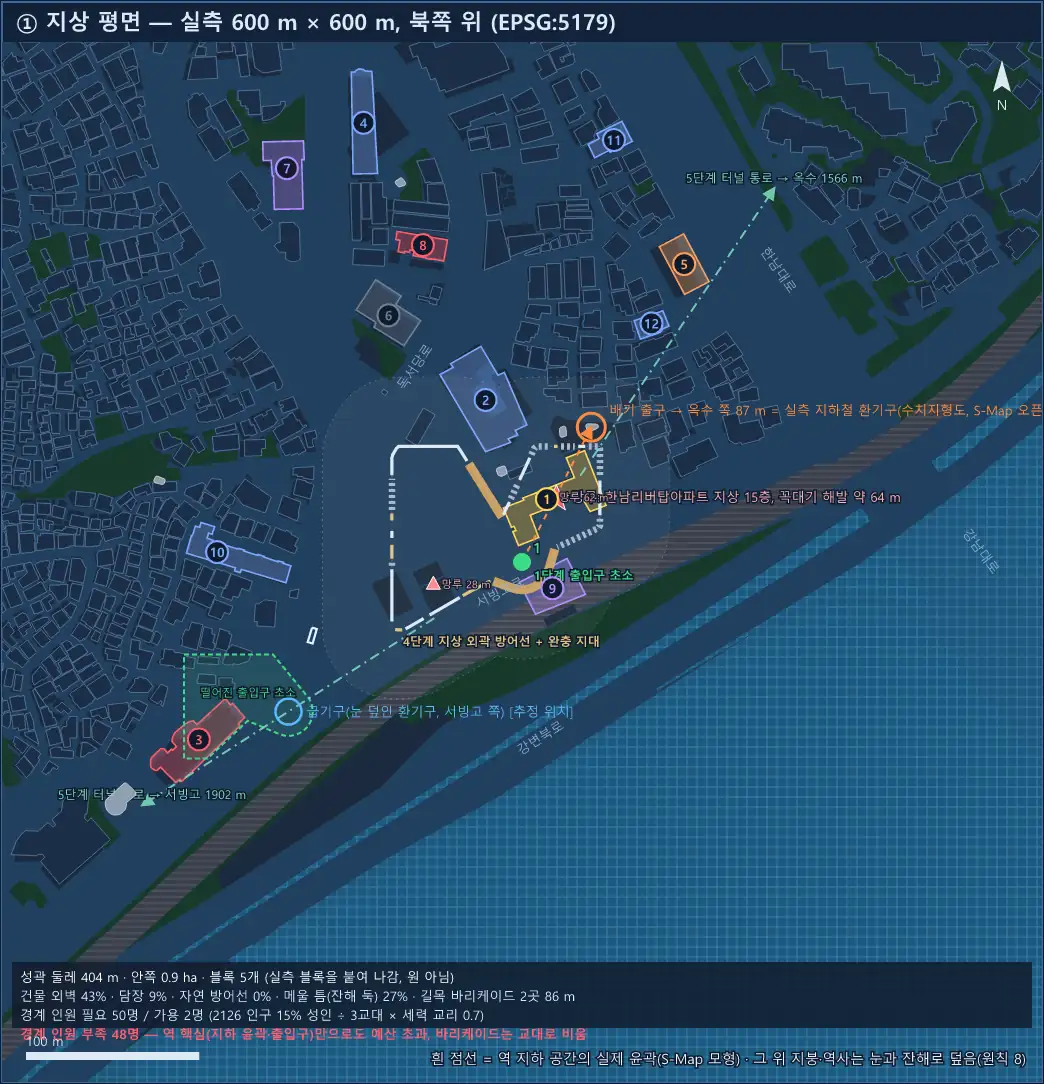 ① 지상 평면 — 실측 600 m × 600 m, 북쪽 위 (EPSG:5179)
N
4
11
7
5단계 터널 통로 → 옥수 1566 m
8
5
한남대로
6
12
독서당로
2
배기 출구 → 옥수 쪽 87 m = 실측 지하철 환기구(수치지형도, S-Map 오픈
1
한남리버탑아파트 지상 15층, 꼭대기 해발 약 64 m
강남대로
10
1
1단계 출입구 초소
망루 28 m
9
4단계 지상 외곽 방어선 + 완충 지대
떨어진 출입구 초소
급기구(눈 덮인 환기구, 서빙고 쪽) [추정 위치]
3
강변북로
5단계 터널 통로 → 서빙고 1902 m
성곽 둘레 404 m · 안쪽 0.9 ha · 블록 5개 (실측 블록을 붙여 나감, 원 아님)
건물 외벽 43% · 담장 9% · 자연 방어선 0% · 메울 틈(잔해 둑) 27% · 길목 바리케이드 2곳 86 m
경계 인원 필요 50명 / 가용 2명 (2126 인구 15% 성인 ÷ 3교대 × 세력 교리 0.7)
경계 인원 부족 48명 — 역 핵심(지하 윤곽·출입구)만으로도 예산 초과, 바리케이드는 교대로 비움
100 m
흰 점선 = 역 지하 공간의 실제 윤곽(S-Map 모형) · 그 위 지붕·역사는 눈과 잔해로 덮음(원칙 8)